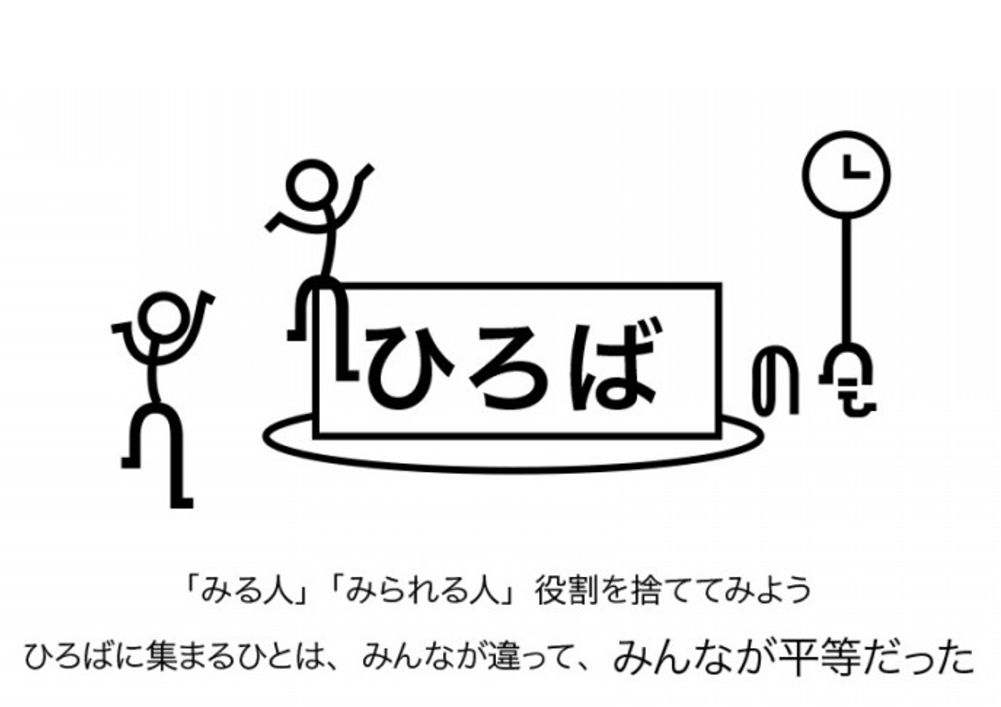 ひろばの
「みる人」「みられる人」役割を捨ててみよう
ひろばに集まるひとは、みんなが違って、みんなが平等だった